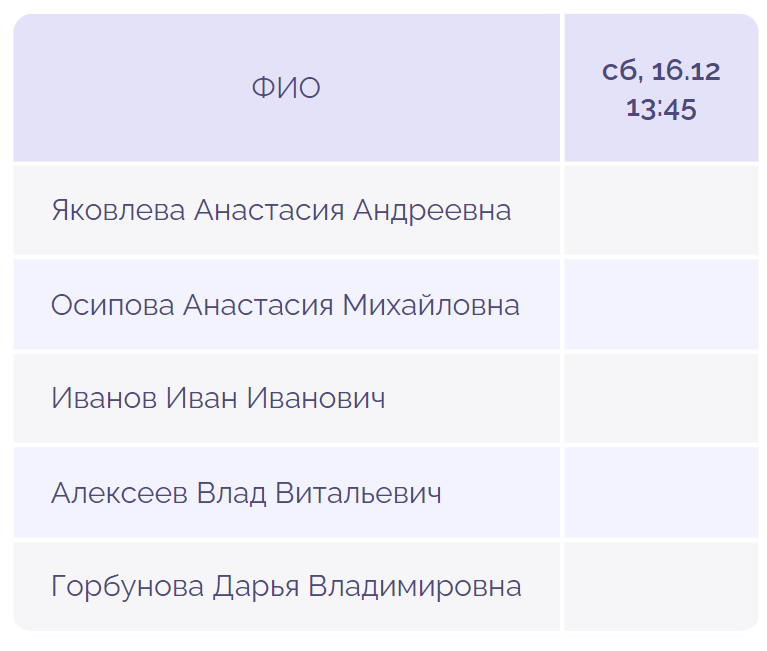 ФИО
сб, 16.12
13:45
Яковлева Анастасия Андреевна
Осипова Анастасия Михайловна
Иванов Иван Иванович
Алексеев Влад Витальевич
Горбунова Дарья Владимировна